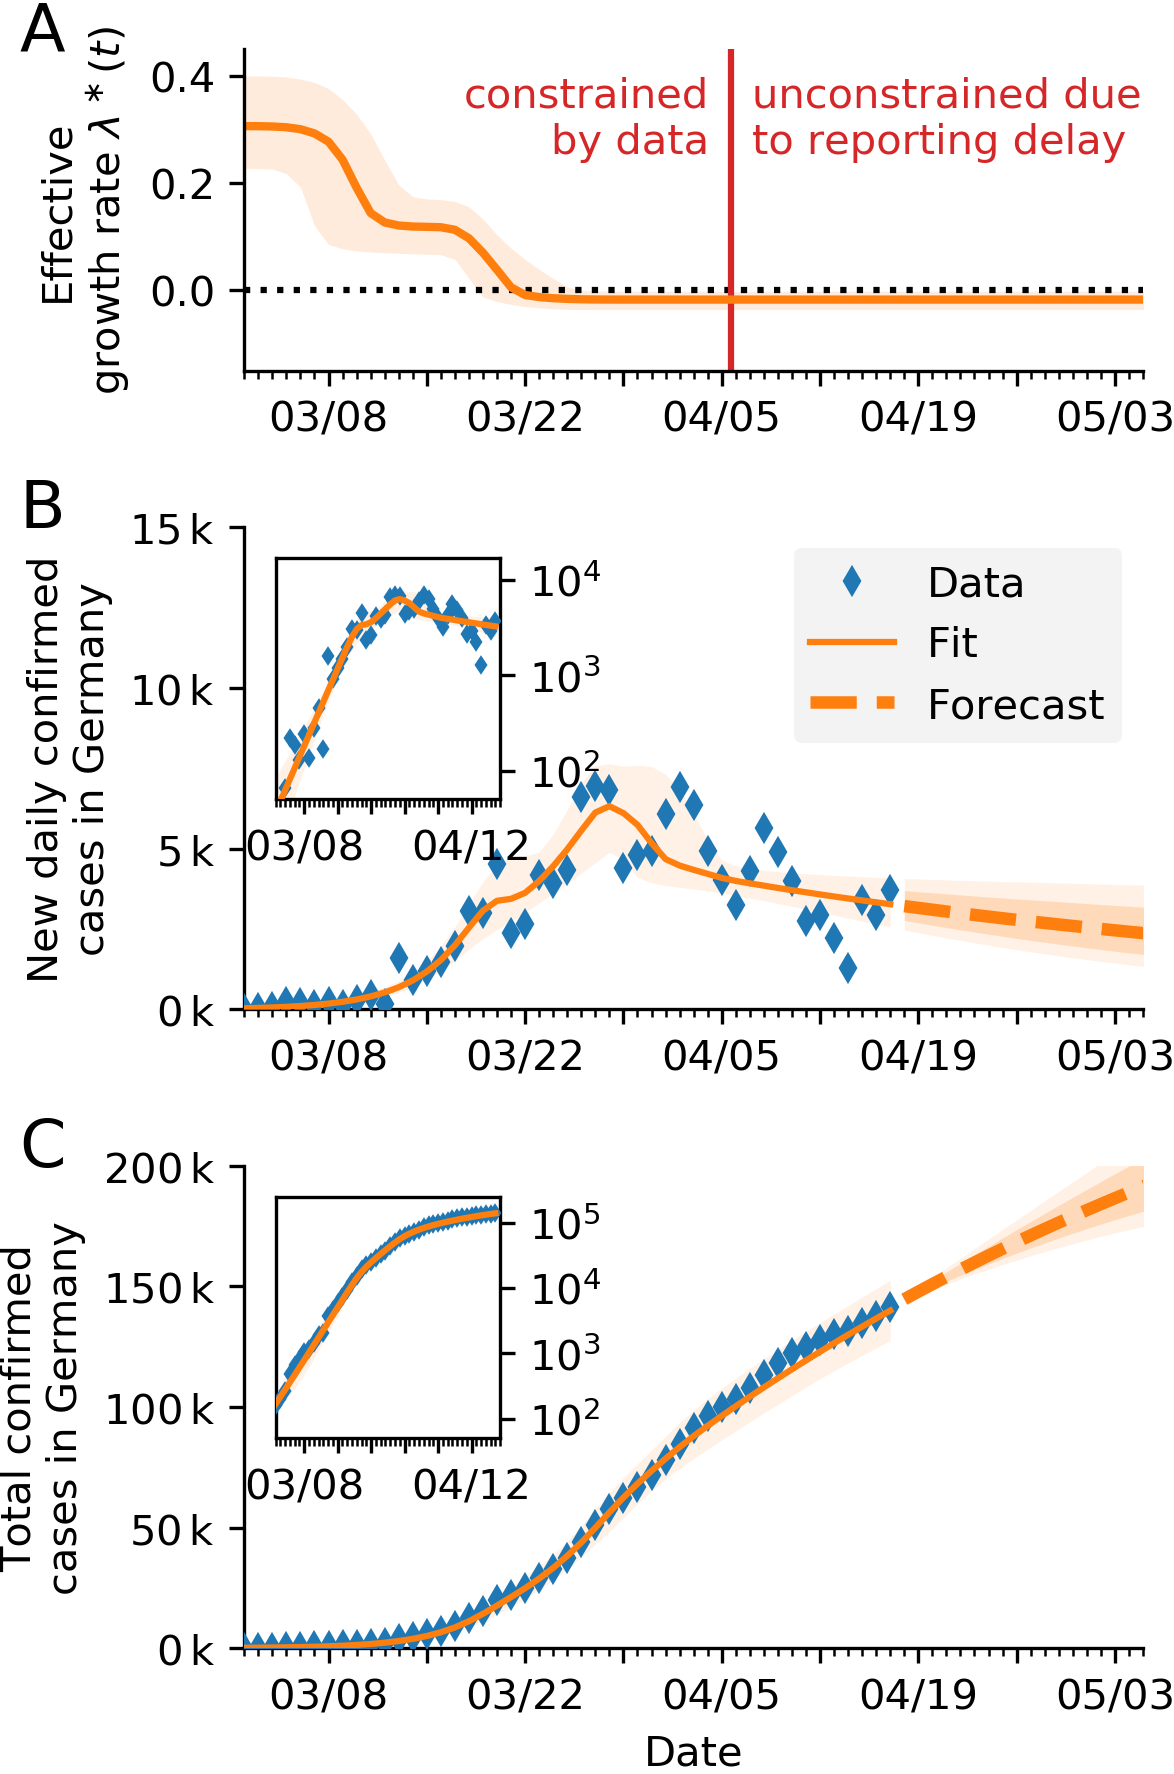 A
Effective
growth rate λ * (t)
0.4
0.2
0.0
constrained
by data
unconstrained due
to reporting delay
03/08
03/22
04/05
04/19
05/03
B
New daily confirmed
cases in Germany
15 k
10 k
5 k
0 k
10⁴
10³
10²
03/08
04/12
Data
Fit
Forecast
03/08
03/22
04/05
04/19
05/03
C
Total confirmed
cases in Germany
200 k
150 k
100 k
50 k
0 k
10⁵
10⁴
10³
10²
03/08
04/12
03/08
03/22
04/05
04/19
05/03
Date